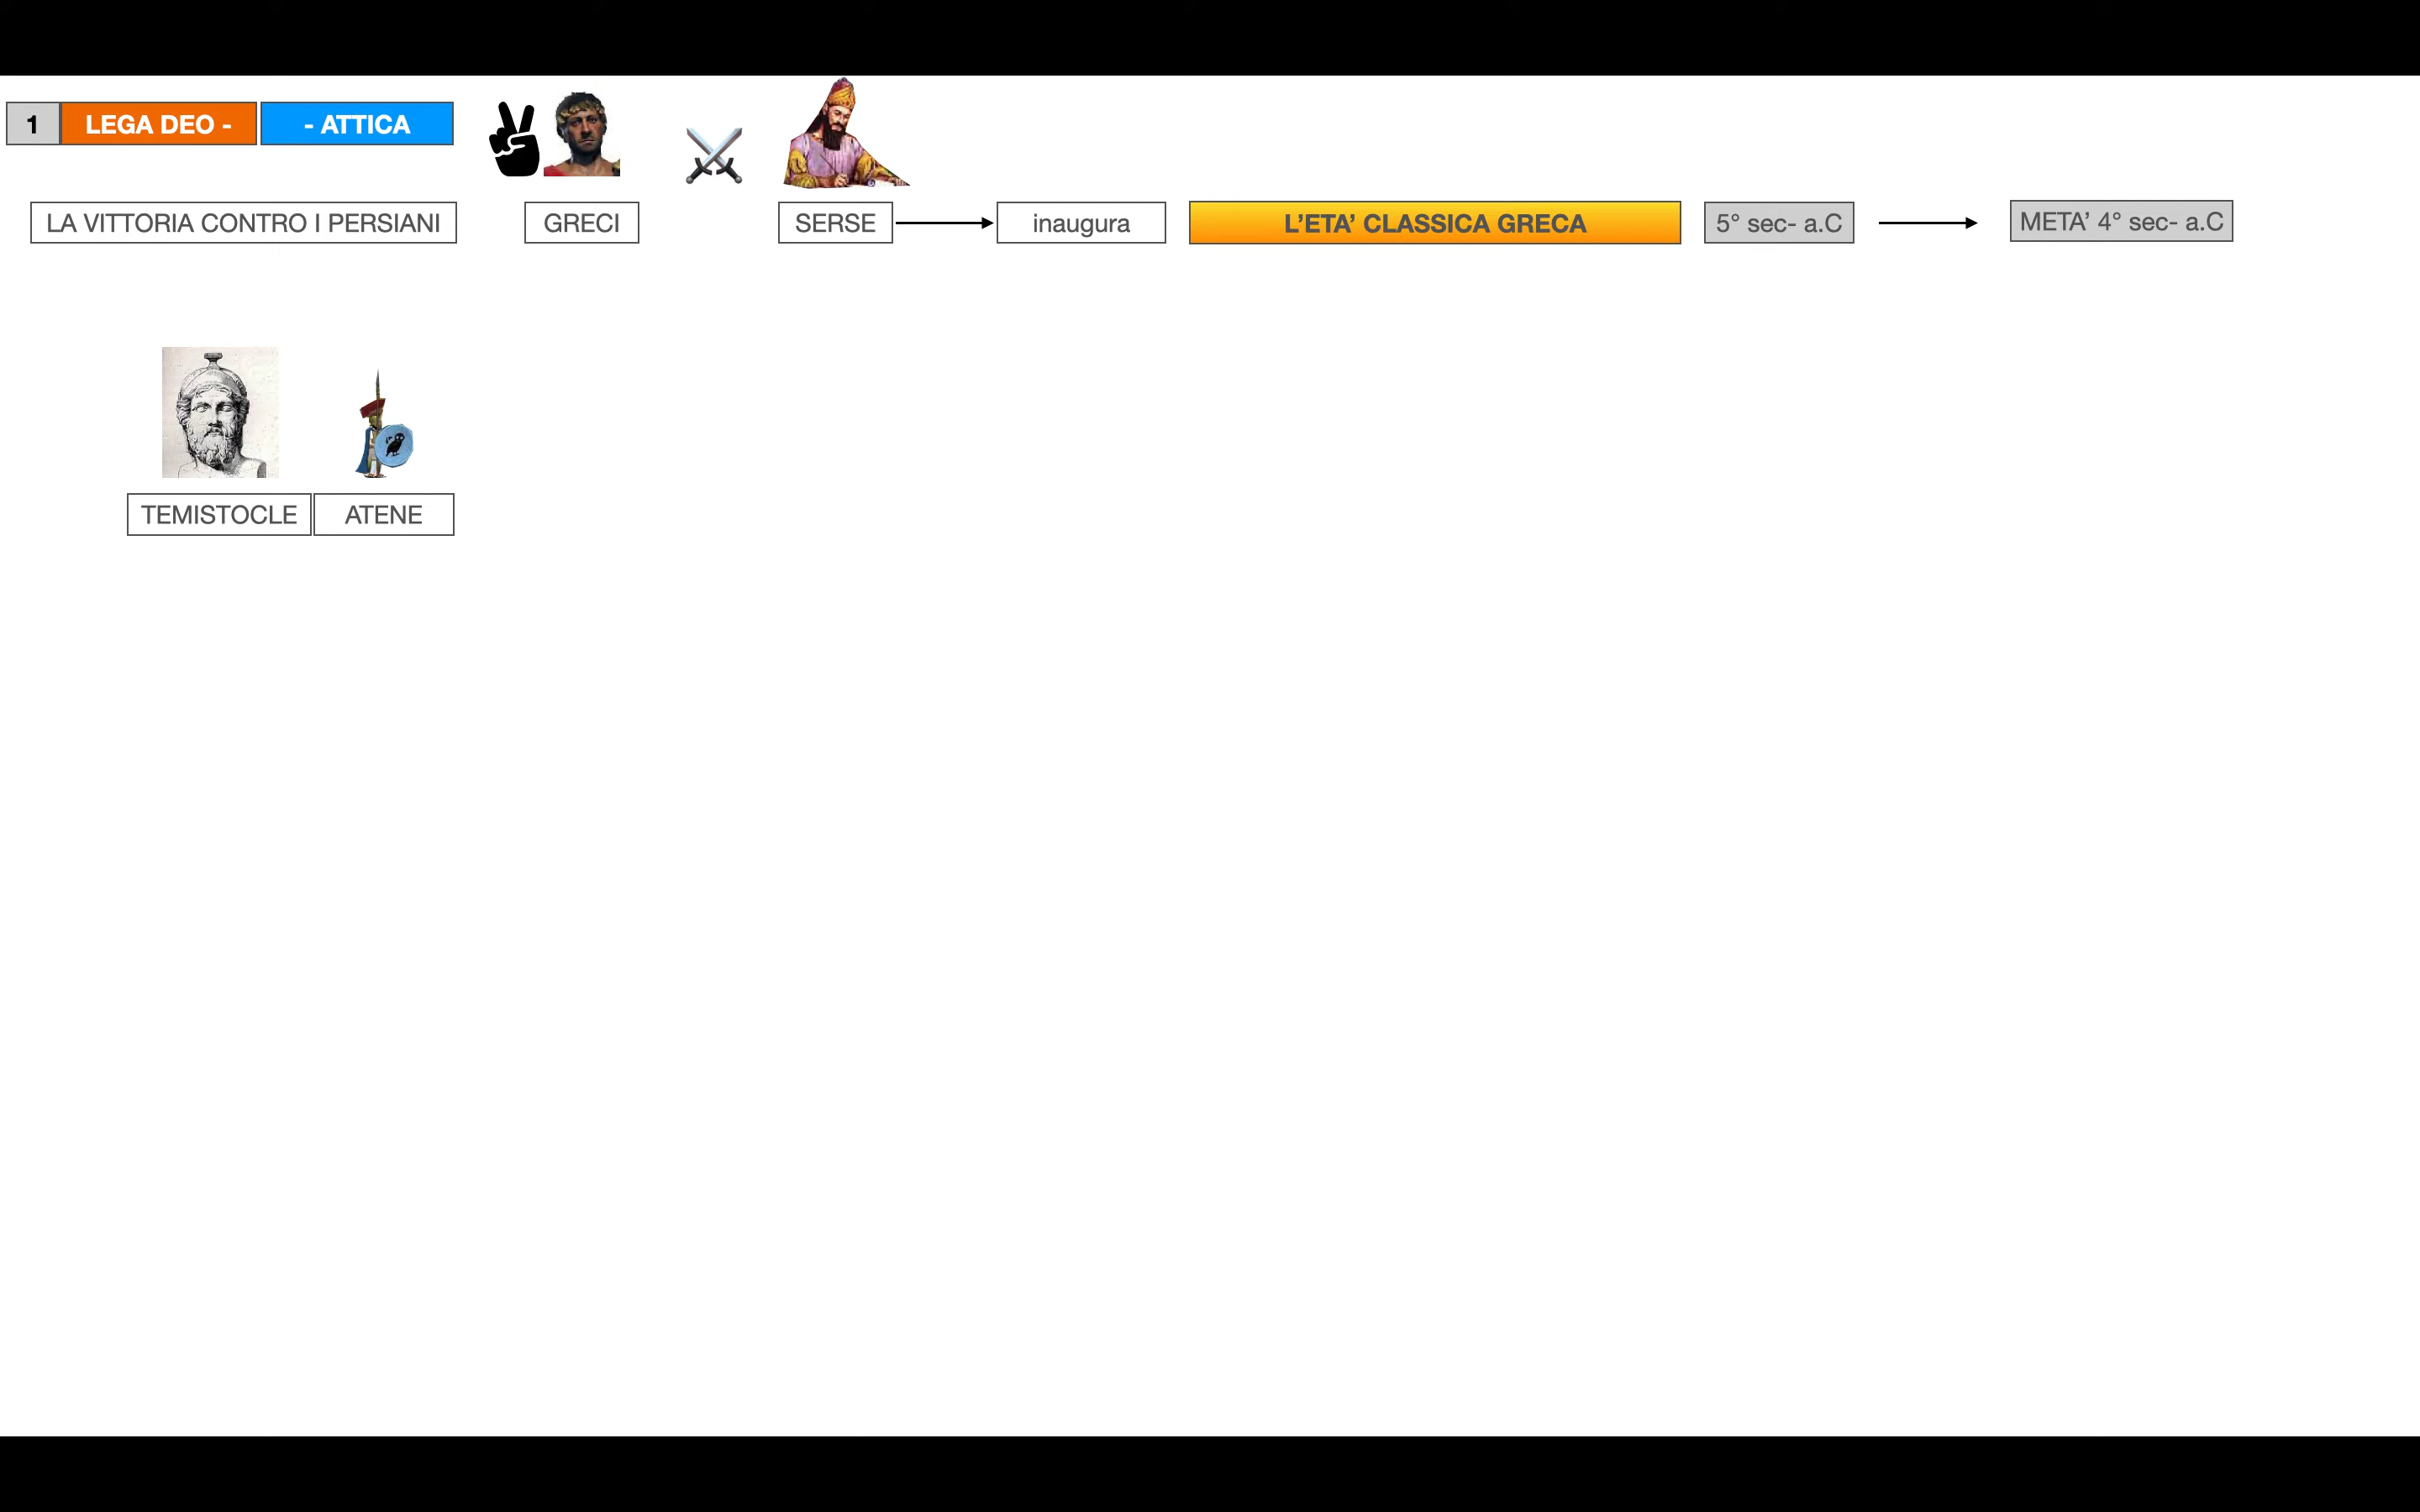 1 LEGA DEO - - ATTICA
LA VITTORIA CONTRO I PERSIANI GRECI SERSE inaugura L'ETA' CLASSICA GRECA 5° sec- a.C META' 4° sec- a.C
TEMISTOCLE ATENE